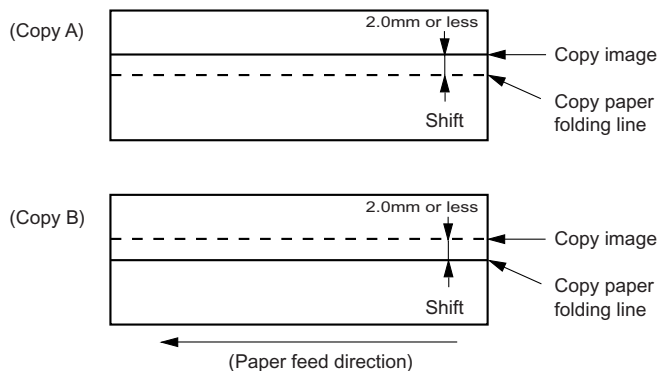 (Copy A)
2.0mm or less
Copy image
Copy paper
folding line
Shift
(Copy B)
2.0mm or less
Copy image
Copy paper
folding line
Shift
(Paper feed direction)